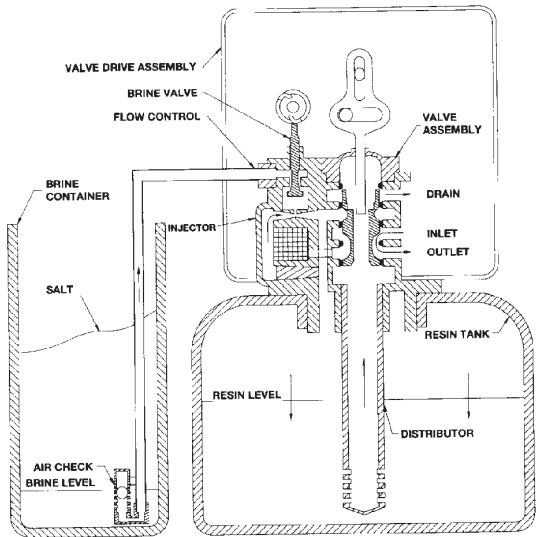 VALVE DRIVE ASSEMBLY
BRINE VALVE
FLOW CONTROL
VALVE
ASSEMBLY
BRINE
CONTAINER
DRAIN
INJECTOR
INLET
OUTLET
SALT
RESIN TANK
RESIN LEVEL
DISTRIBUTOR
AIR CHECK
BRINE LEVEL